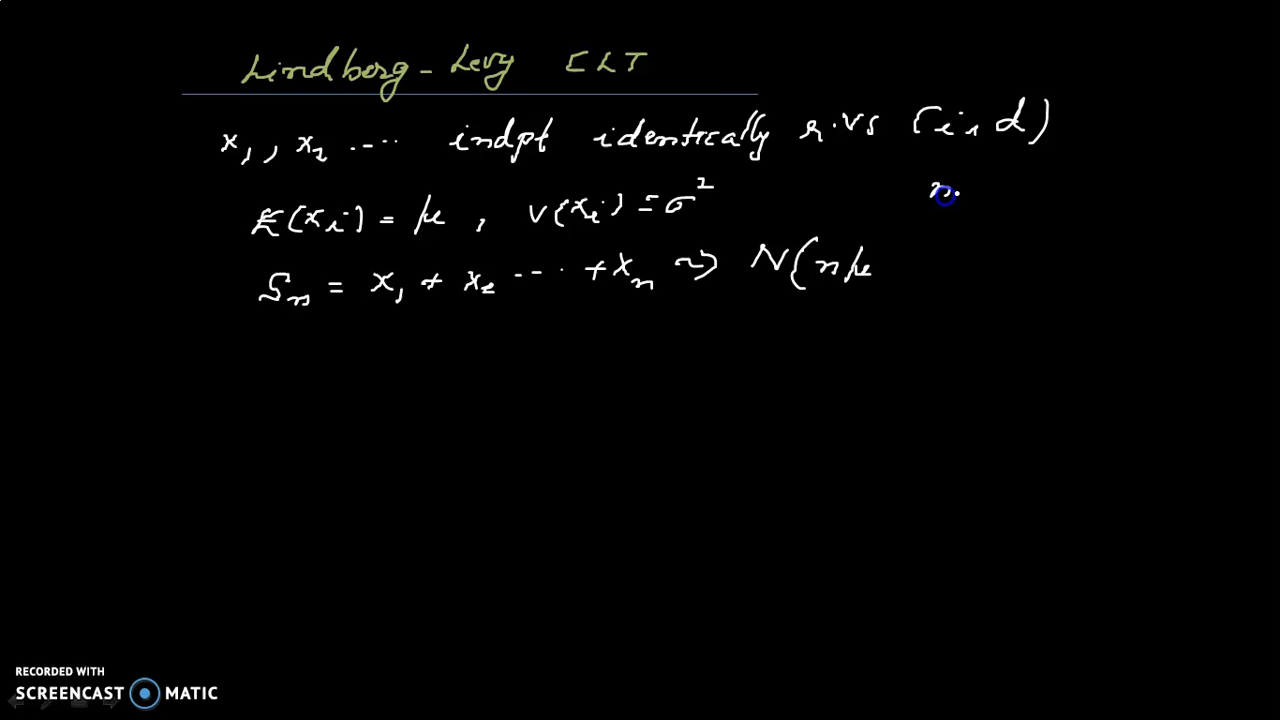 Lindberg - Levy CLT
x₁, x₂ ---- indpt identically r.vs (i.i.d)
E(xᵢ) = μ, v(xᵢ) = σ²
n.
Sₙ = x₁ + x₂ ---- + xₙ ~> N(nμ
RECORDED WITH
SCREENCAST MATIC